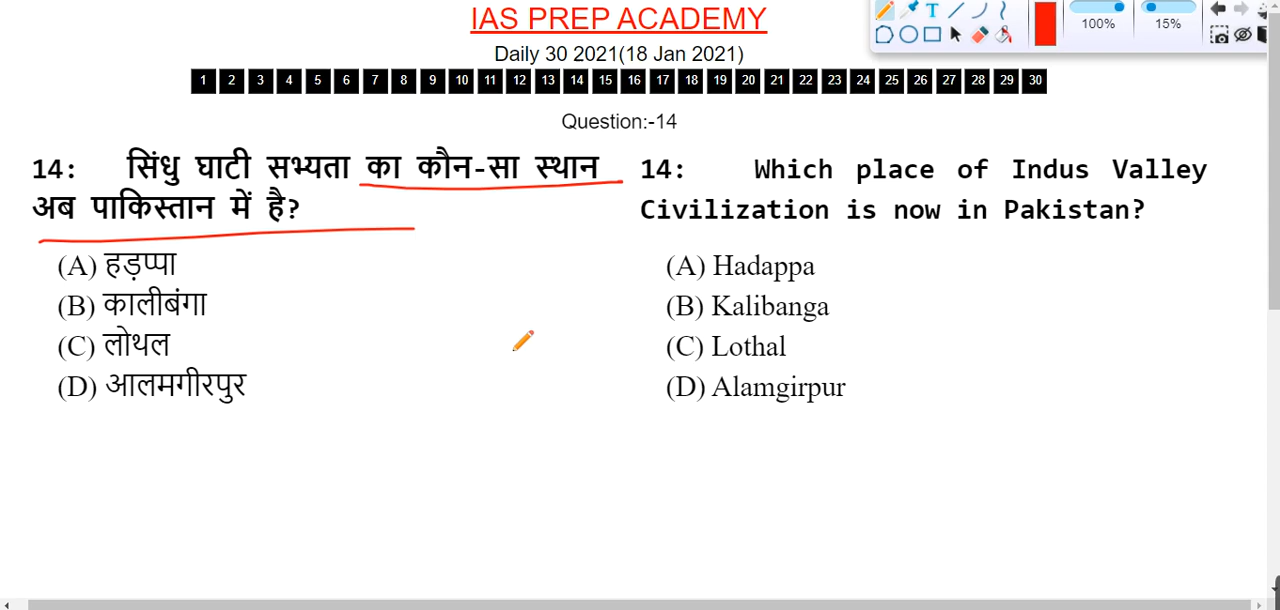 IAS PREP ACADEMY
Daily 30 2021(18 Jan 2021)
1 2 3 4 5 6 7 8 9 10 11 12 13 14 15 16 17 18 19 20 21 22 23 24 25 26 27 28 29 30
Question:-14
14: सिंधु घाटी सभ्यता का कौन-सा स्थान
अब पाकिस्तान में है?
(A) हड़प्पा
(B) कालीबंगा
(C) लोथल
(D) आलमगीरपुर
14: Which place of Indus Valley
Civilization is now in Pakistan?
(A) Hadappa
(B) Kalibanga
(C) Lothal
(D) Alamgirpur
T
100% 15%